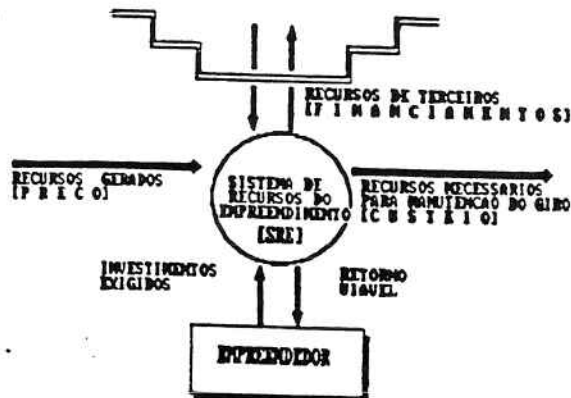 RECURSOS DE TERCEIROS
[F I N A N C I A M E N T O S]
RECURSOS GERADOS
[P R E C O]
SISTEMA DE
RECURSOS DO
EMPREENDIMENTO
[SRE]
RECURSOS NECESSARIOS
PARA MANUTENCAO DO GIRO
[C U S T E I O]
INVESTIMENTOS
EXIGIDOS
RETORNO
VIAVEL
EMPREENDEDOR